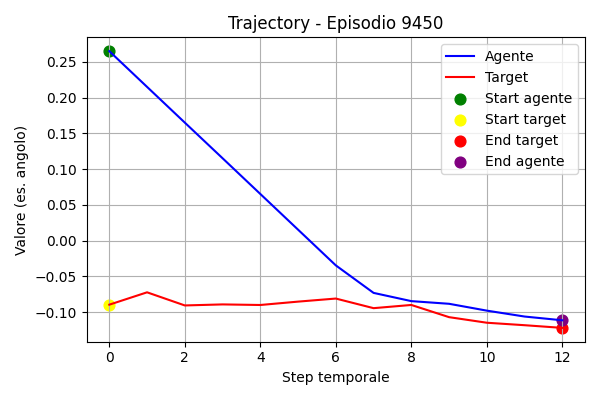 Trajectory - Episodio 9450
Agente
Target
Start agente
Start target
End target
End agente
Valore (es. angolo)
0.25
0.20
0.15
0.10
0.05
0.00
−0.05
−0.10
0 2 4 6 8 10 12
Step temporale